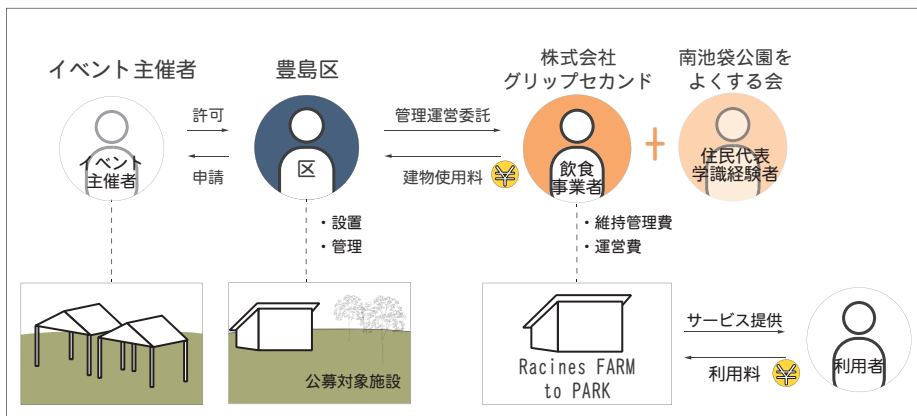 イベント主催者
豊島区
株式会社
グリップセカンド
南池袋公園を
よくする会
イベント
主催者
許可
申請
区
管理運営委託
建物使用料
¥
飲食
事業者
+
住民代表
学識経験者
・設置
・管理
・維持管理費
・運営費
公募対象施設
Racines FARM
to PARK
サービス提供
利用料
¥
利用者